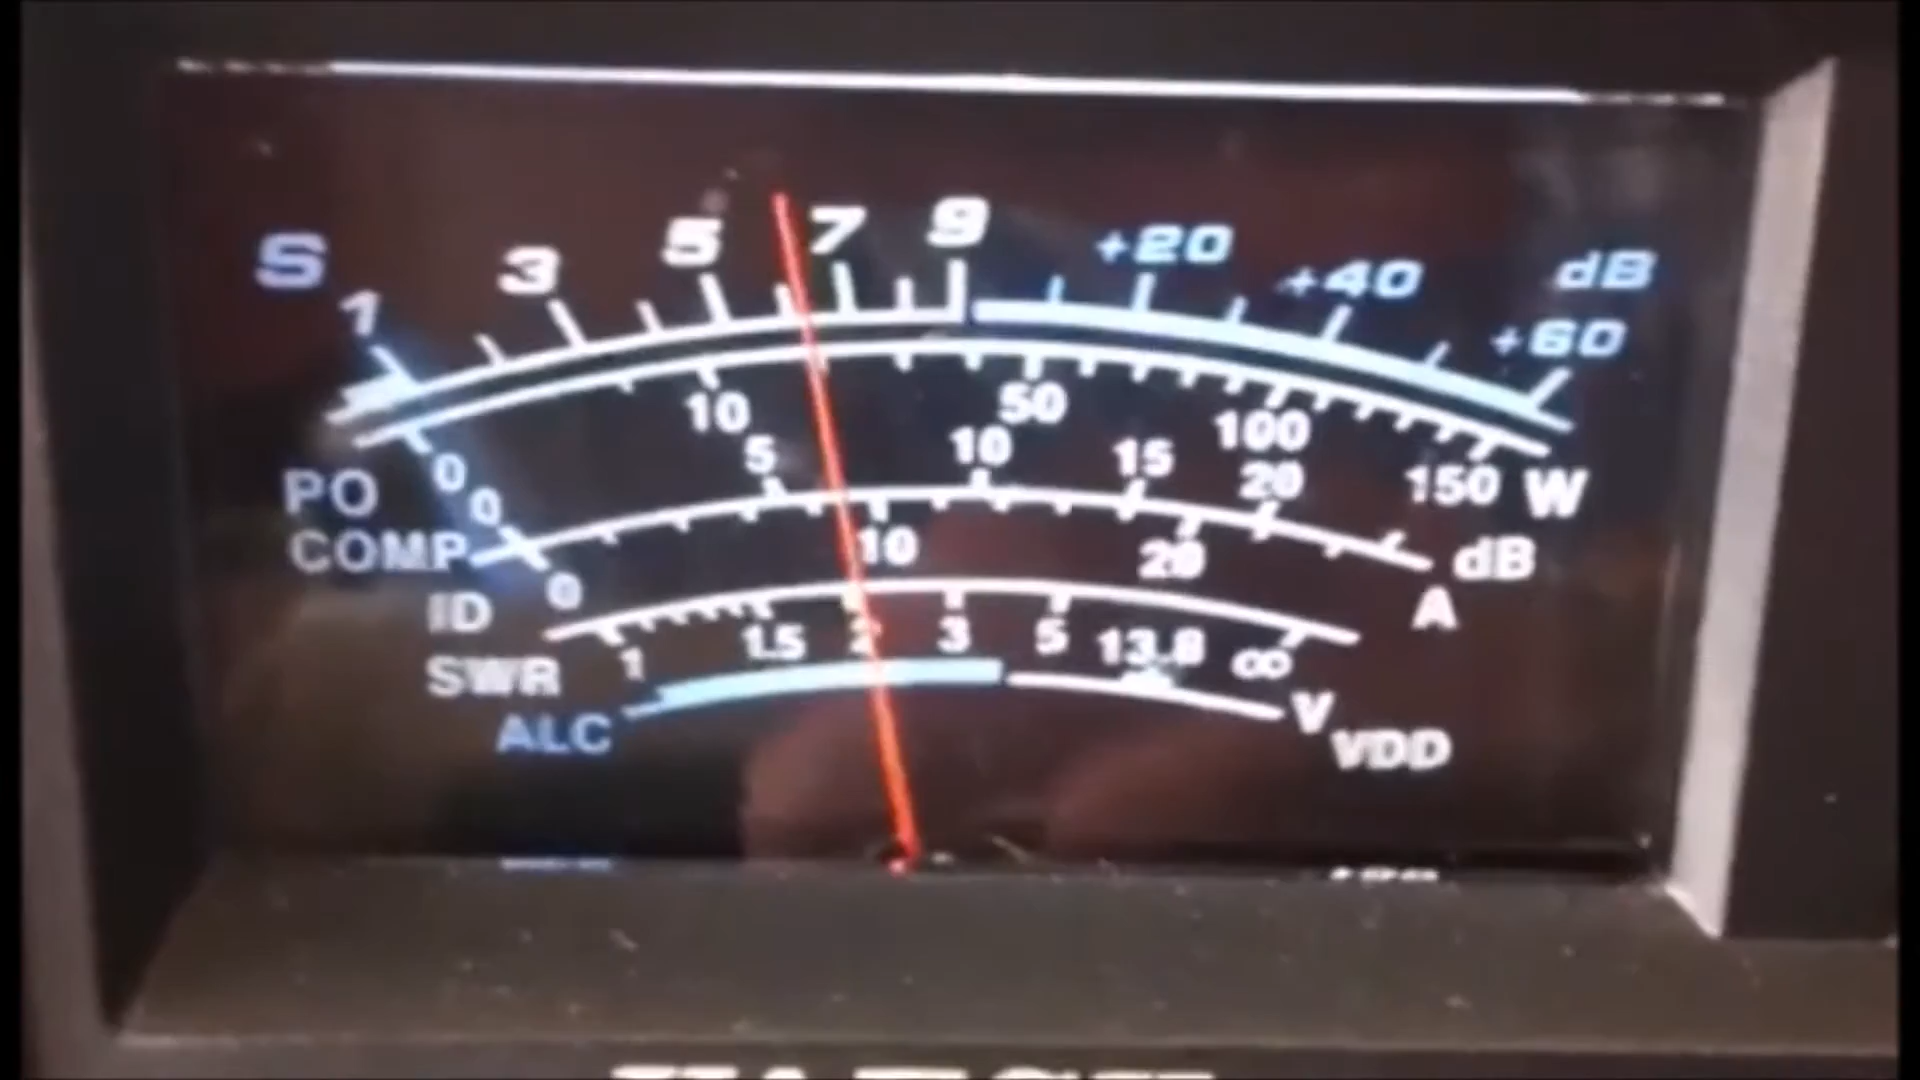 S 1 3 5 7 9 +20 +40 +60 dB
PO 0 10 50 100 150 W
COMP 0 5 10 15 20 dB
ID 0 10 20 A
SWR 1 1.5 2 3 5 ∞
ALC 13.8 V
VDD